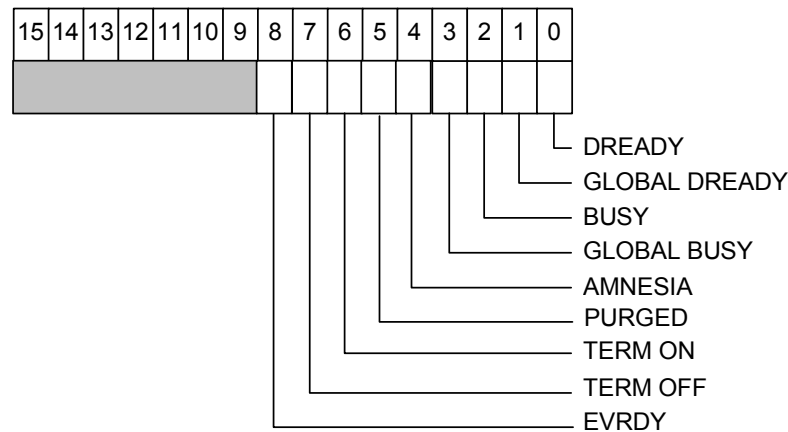 15 14 13 12 11 10 9 8 7 6 5 4 3 2 1 0
DREADY
GLOBAL DREADY
BUSY
GLOBAL BUSY
AMNESIA
PURGED
TERM ON
TERM OFF
EVRDY